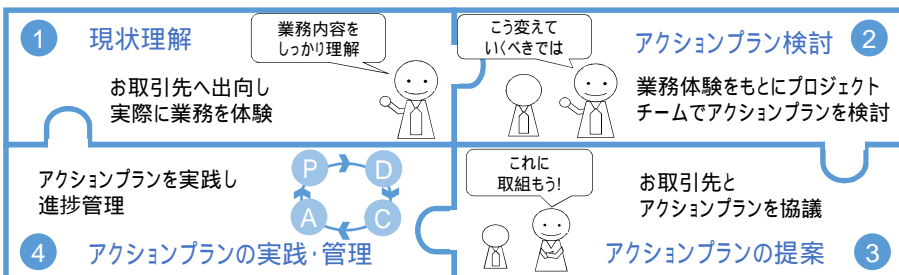 1
現状理解
業務内容を
しっかり理解
お取引先へ出向し
実際に業務を体験
こう変えて
いくべきでは
アクションプラン検討
2
業務体験をもとにプロジェクト
チームでアクションプランを検討
これに
取組もう!
お取引先と
アクションプランを協議
アクションプランの提案
3
アクションプランを実践し
進捗管理
P
D
A
C
4
アクションプランの実践・管理